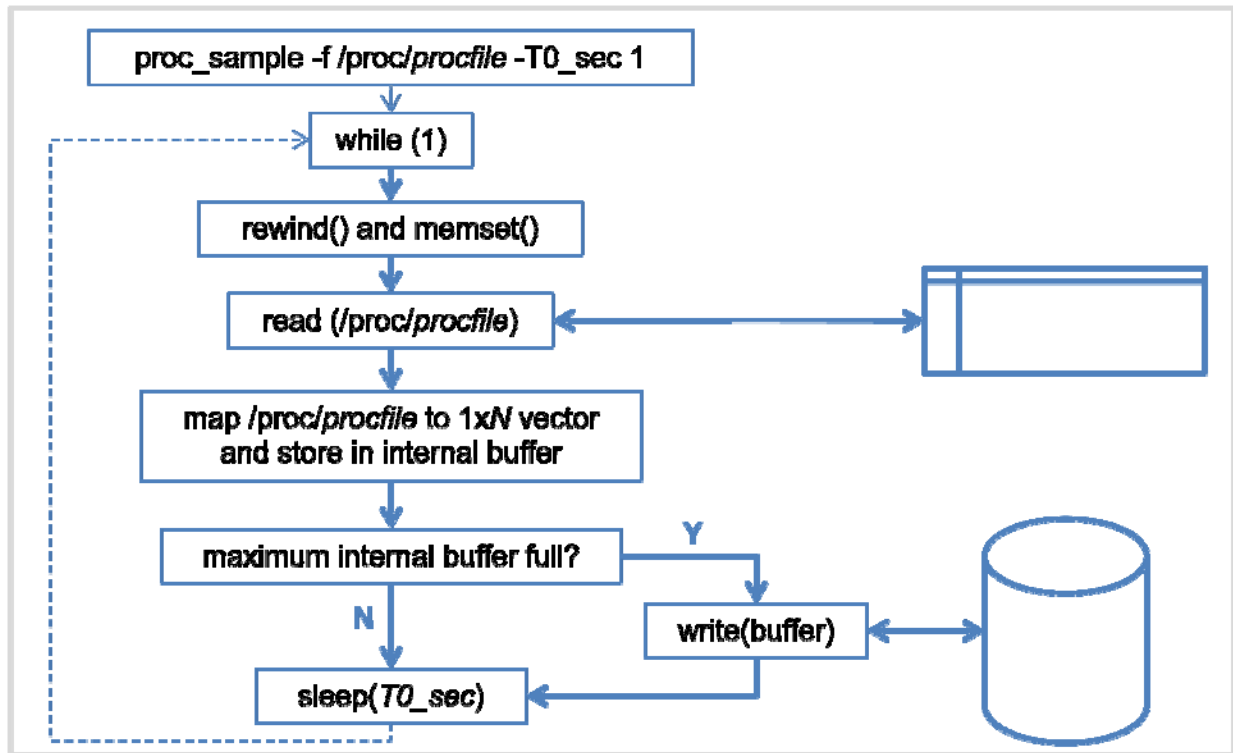 proc_sample -f /proc/procfile -T0_sec 1
while (1)
rewind() and memset()
read (/proc/procfile)
map /proc/procfile to 1xN vector
and store in internal buffer
maximum internal buffer full?
Y
N
write(buffer)
sleep(T0_sec)